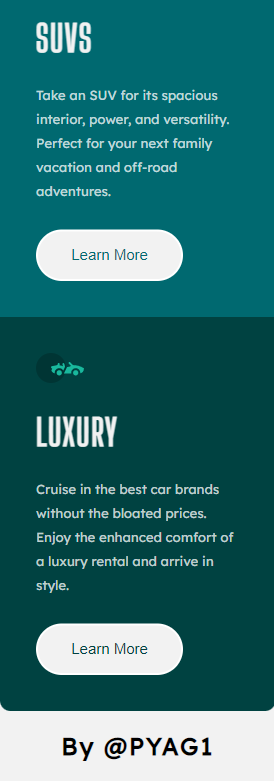 SUVS
Take an SUV for its spacious
interior, power, and versatility.
Perfect for your next family
vacation and off-road
adventures.
Learn More
LUXURY
Cruise in the best car brands
without the bloated prices.
Enjoy the enhanced comfort of
a luxury rental and arrive in
style.
Learn More
By @PYAG1